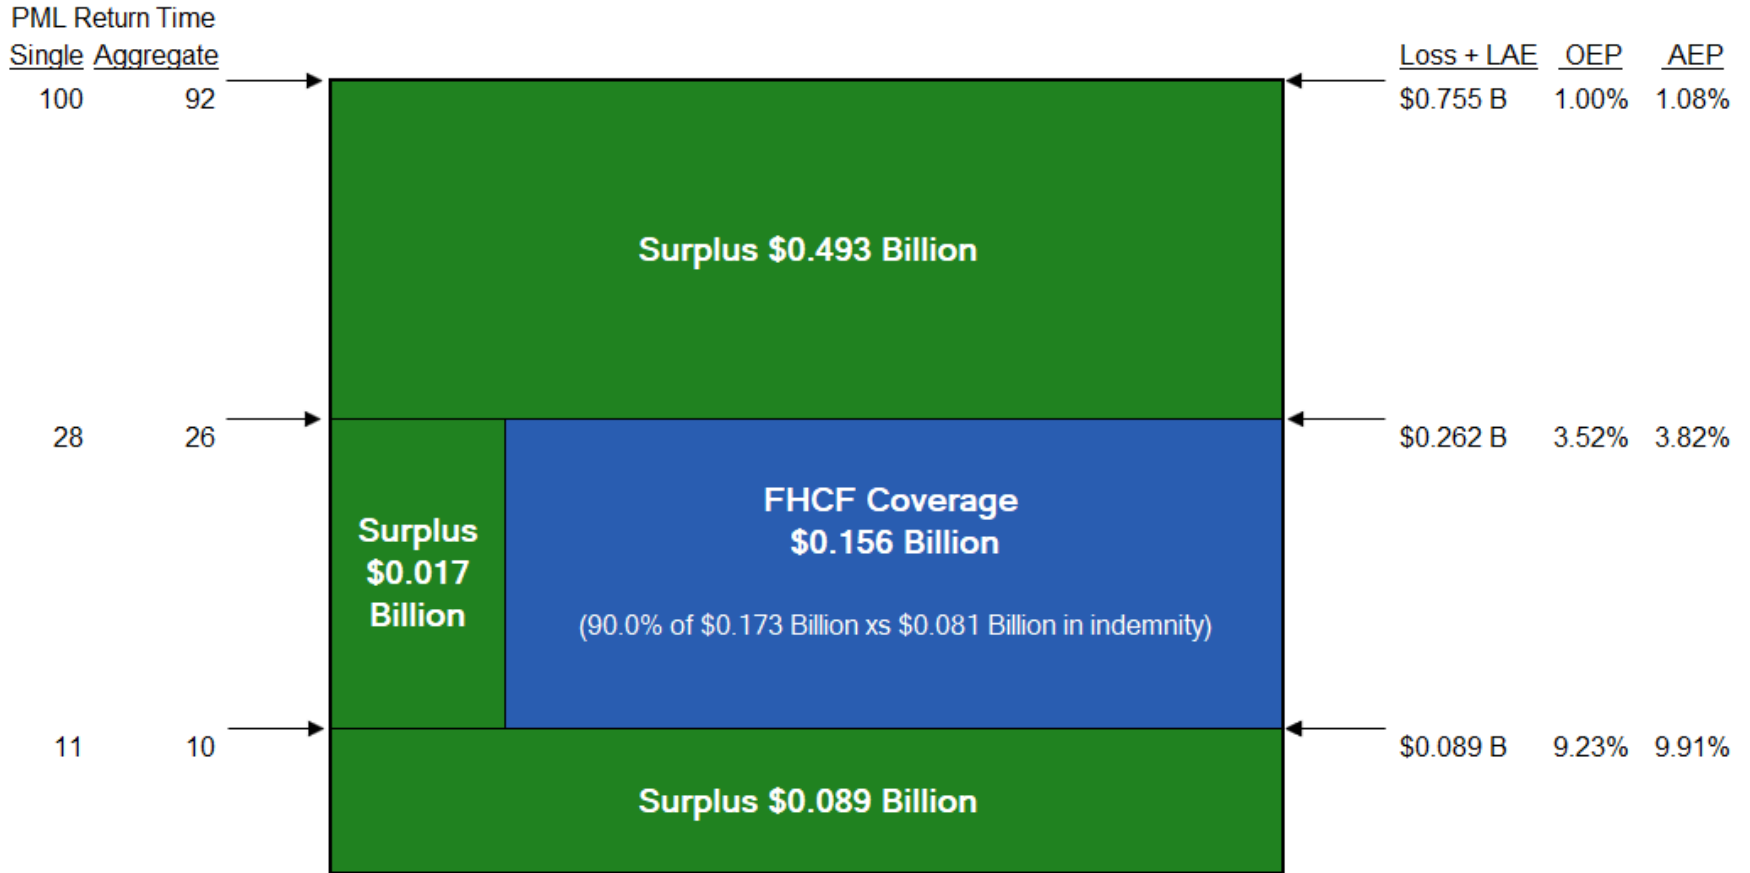 PML Return Time
Single Aggregate Loss + LAE OEP AEP
100 92 $0.755 B 1.00% 1.08%
Surplus $0.493 Billion
28 26 $0.262 B 3.52% 3.82%
FHCF Coverage
$0.156 Billion
(90.0% of $0.173 Billion xs $0.081 Billion in indemnity)
Surplus
$0.017
Billion
11 10 $0.089 B 9.23% 9.91%
Surplus $0.089 Billion